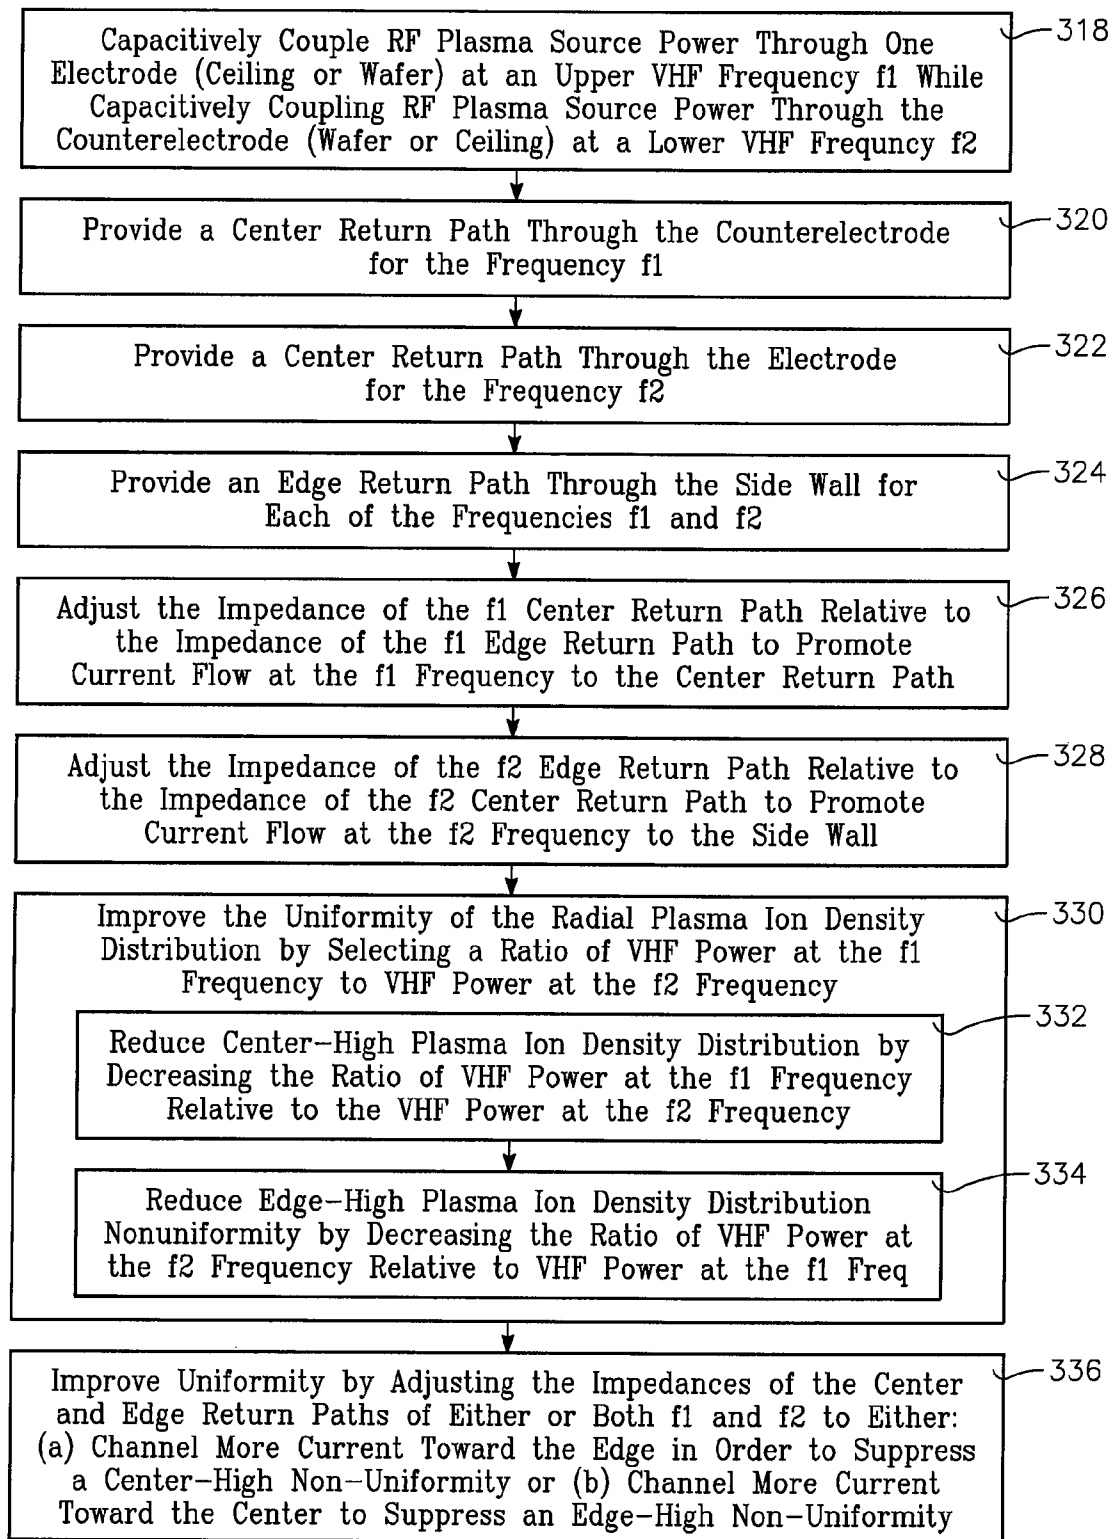 Capacitively Couple RF Plasma Source Power Through One
Electrode (Ceiling or Wafer) at an Upper VHF Frequency f1 While
Capacitively Coupling RF Plasma Source Power Through the
Counterelectrode (Wafer or Ceiling) at a Lower VHF Frequncy f2
318
Provide a Center Return Path Through the Counterelectrode
for the Frequency f1
320
Provide a Center Return Path Through the Electrode
for the Frequency f2
322
Provide an Edge Return Path Through the Side Wall for
Each of the Frequencies f1 and f2
324
Adjust the Impedance of the f1 Center Return Path Relative to
the Impedance of the f1 Edge Return Path to Promote
Current Flow at the f1 Frequency to the Center Return Path
326
Adjust the Impedance of the f2 Edge Return Path Relative to
the Impedance of the f2 Center Return Path to Promote
Current Flow at the f2 Frequency to the Side Wall
328
Improve the Uniformity of the Radial Plasma Ion Density
Distribution by Selecting a Ratio of VHF Power at the f1
Frequency to VHF Power at the f2 Frequency
330
Reduce Center-High Plasma Ion Density Distribution by
Decreasing the Ratio of VHF Power at the f1 Frequency
Relative to the VHF Power at the f2 Frequency
332
Reduce Edge-High Plasma Ion Density Distribution
Nonuniformity by Decreasing the Ratio of VHF Power at
the f2 Frequency Relative to VHF Power at the f1 Freq
334
Improve Uniformity by Adjusting the Impedances of the Center
and Edge Return Paths of Either or Both f1 and f2 to Either:
(a) Channel More Current Toward the Edge in Order to Suppress
a Center-High Non-Uniformity or (b) Channel More Current
Toward the Center to Suppress an Edge-High Non-Uniformity
336